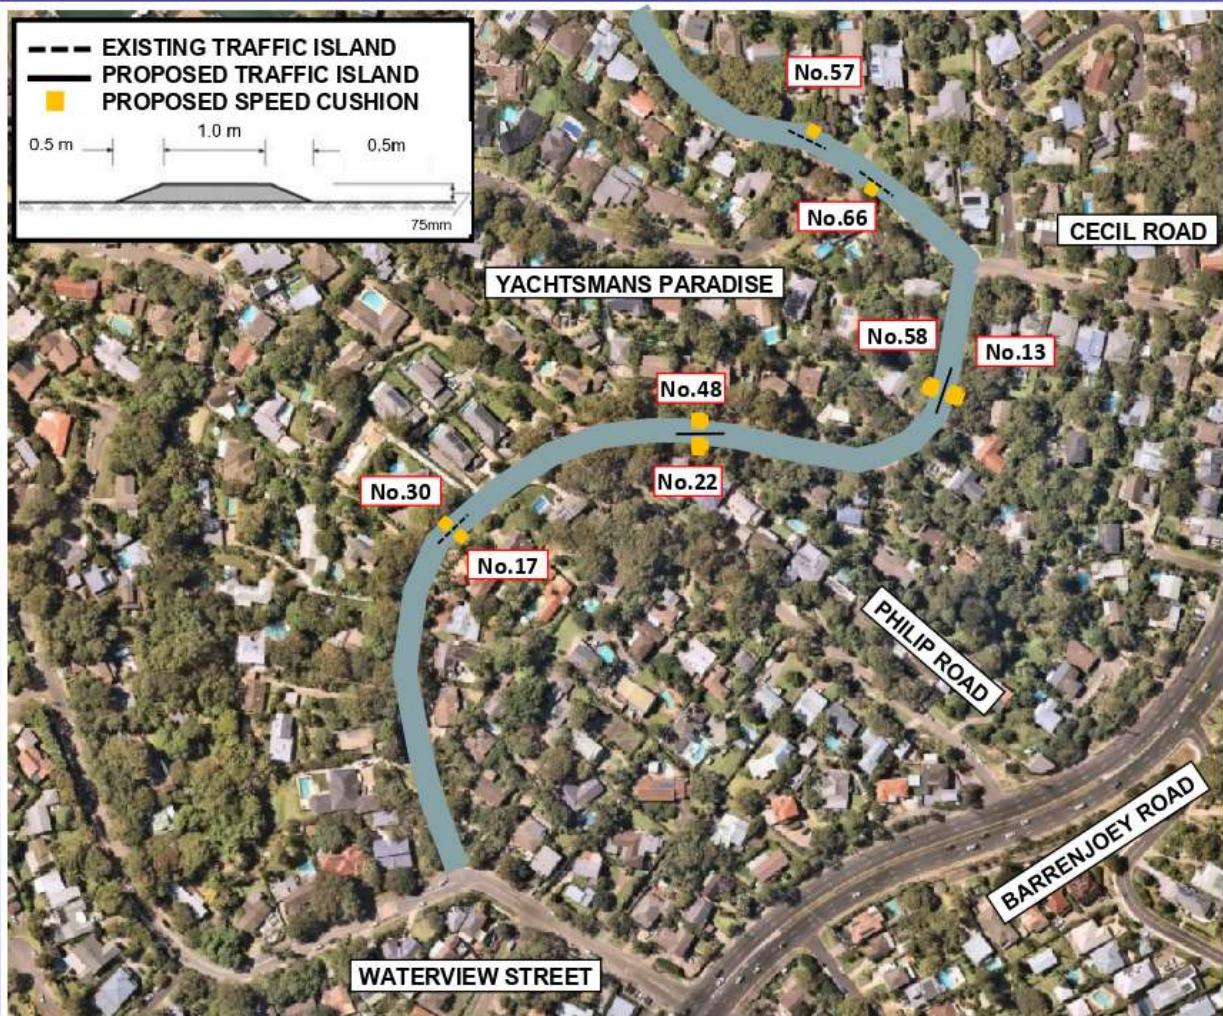 EXISTING TRAFFIC ISLAND
PROPOSED TRAFFIC ISLAND
PROPOSED SPEED CUSHION
0.5 m
1.0 m
0.5m
75mm
No.57
No.66
CECIL ROAD
YACHTSMANS PARADISE
No.58
No.13
No.48
No.22
No.30
No.17
PHILIP ROAD
BARRENJOEY ROAD
WATERVIEW STREET